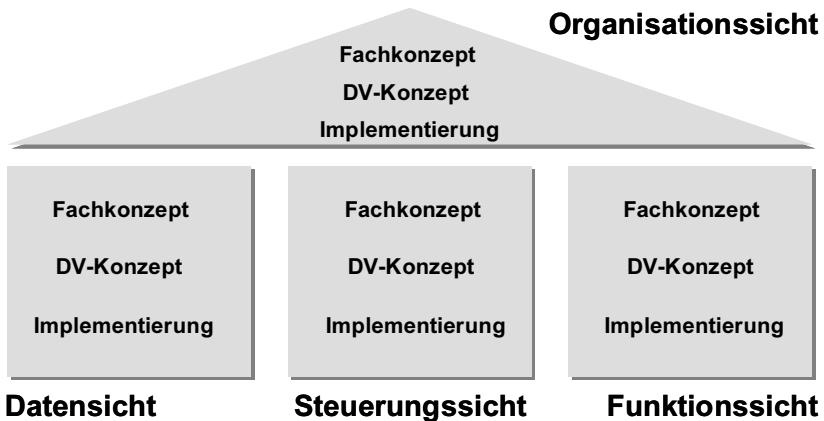 Organisationssicht
Fachkonzept
DV-Konzept
Implementierung
Fachkonzept
DV-Konzept
Implementierung
Fachkonzept
DV-Konzept
Implementierung
Fachkonzept
DV-Konzept
Implementierung
Datensicht
Steuerungssicht
Funktionssicht